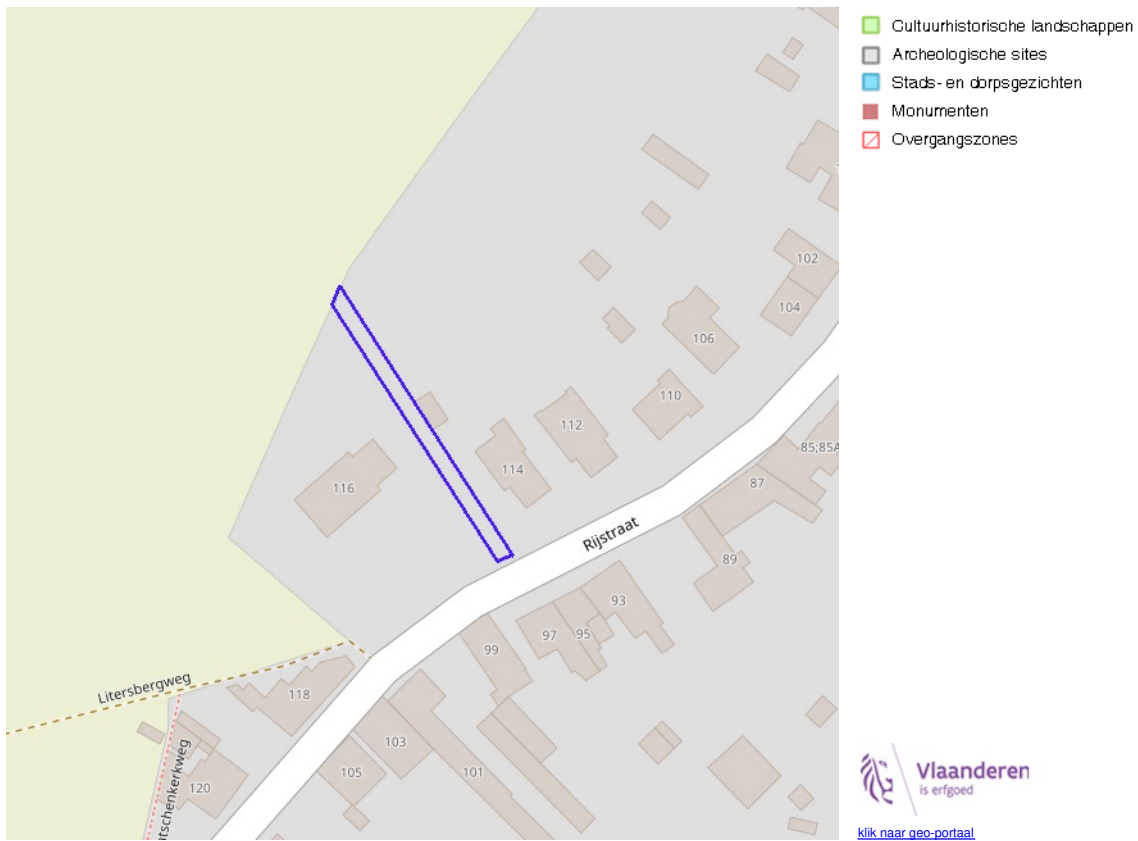 Cultuurhistorische landschappen
Archeologische sites
Stads- en dorpsgezichten
Monumenten
Overgangszones
102
104
106
110
112
85;85A
114
87
116
Rijstraat
89
93
97
95
99
Litersbergweg
118
103
105
101
120
tschenkerkweg
Vlaanderen
is erfgoed
klik naar geo-portaal